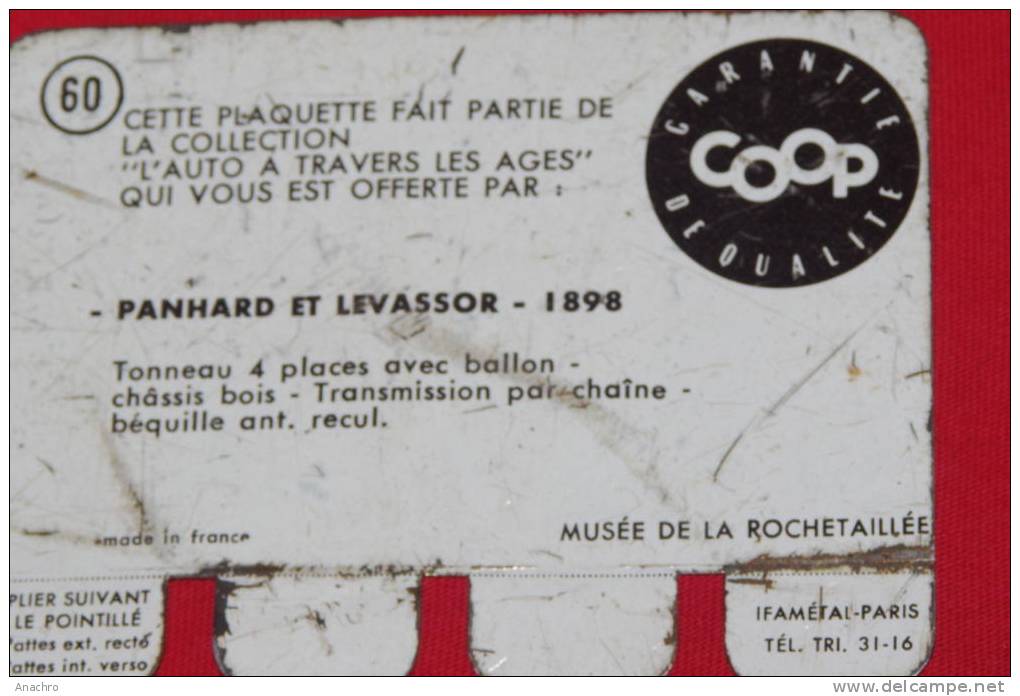 60
CETTE PLAQUETTE FAIT PARTIE DE
LA COLLECTION
"L'AUTO A TRAVERS LES AGES"
QUI VOUS EST OFFERTE PAR :
GARANTIE
COOP
DE QUALITE
- PANHARD ET LEVASSOR - 1898
Tonneau 4 places avec ballon -
châssis bois - Transmission par chaîne -
béquille ant. recul.
made in france
MUSÉE DE LA ROCHETAILLÉE
PLIER SUIVANT
LE POINTILLÉ
Pattes ext. recto
Pattes int. verso
IFAMÉTAL-PARIS
TÉL. TRI. 31-16
Anachro
www.delcampe.net